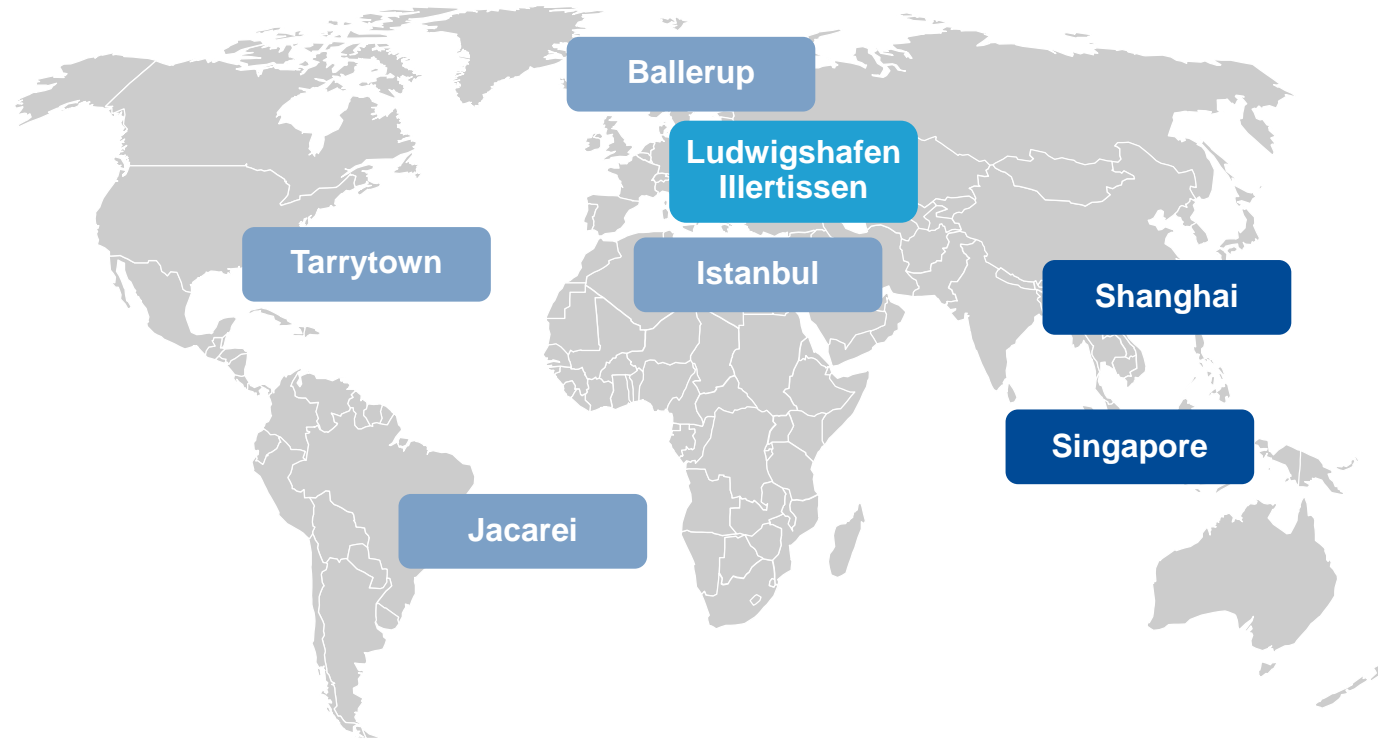 Ballerup
Ludwigshafen
Illertissen
Tarrytown
Istanbul
Shanghai
Singapore
Jacarei